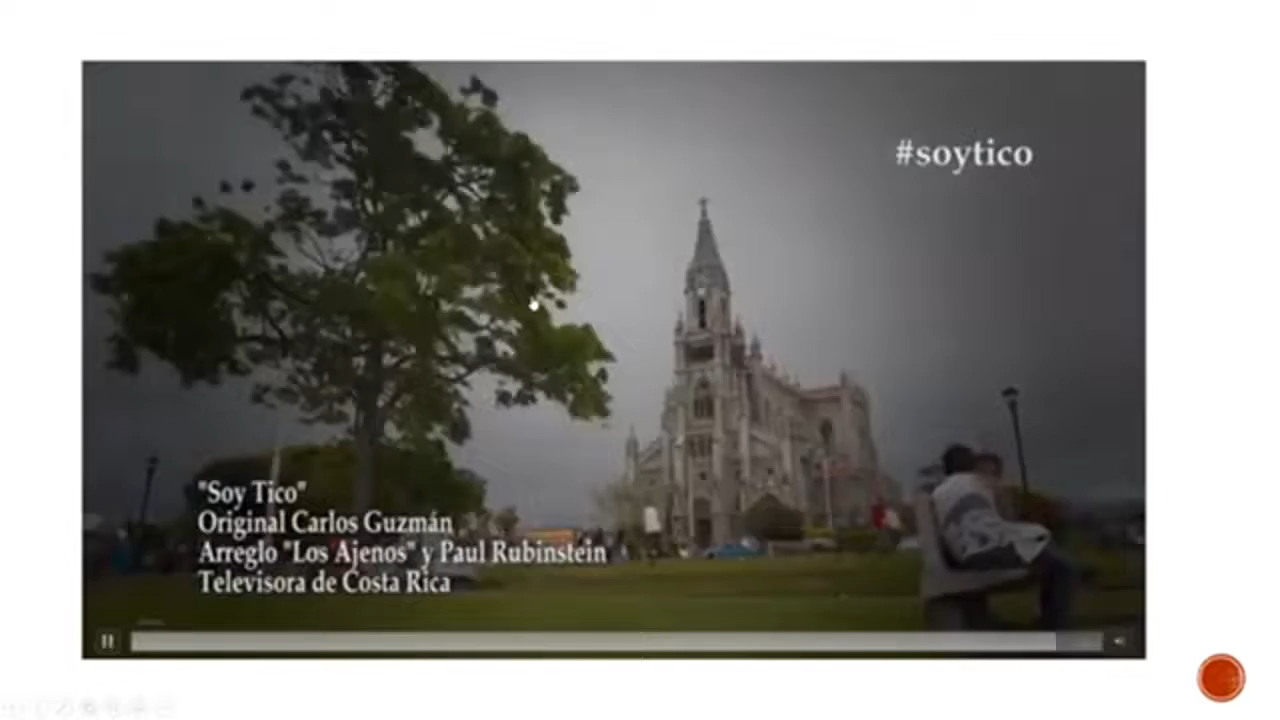 #soytico
"Soy Tico"
Original Carlos Guzmán
Arreglo "Los Ajenos" y Paul Rubinstein
Televisora de Costa Rica